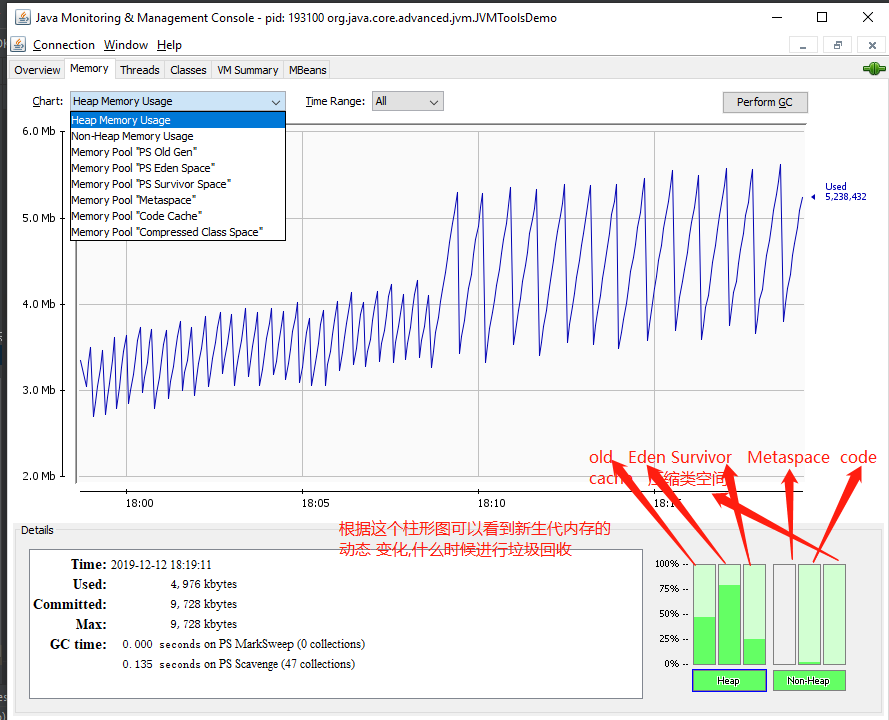 Java Monitoring & Management Console - pid: 193100 org.java.core.advanced.jvm.JVMToolsDemo
Connection Window Help
Overview Memory Threads Classes VM Summary MBeans
Chart: Heap Memory Usage Time Range: All Perform GC
Heap Memory Usage
Non-Heap Memory Usage
Memory Pool "PS Old Gen"
Memory Pool "PS Eden Space"
Memory Pool "PS Survivor Space"
Memory Pool "Metaspace"
Memory Pool "Code Cache"
Memory Pool "Compressed Class Space"
6.0 Mb
5.0 Mb
4.0 Mb
3.0 Mb
2.0 Mb
Used
5,238,432
18:00 18:05 18:10
old Eden Survivor Metaspace code
cache 压缩类空间
根据这个柱形图可以看到新生代内存的
动态 变化,什么时候进行垃圾回收
Details
Time: 2019-12-12 18:19:11
Used: 4,976 kbytes
Committed: 9,728 kbytes
Max: 9,728 kbytes
GC time: 0.000 seconds on PS MarkSweep (0 collections)
0.135 seconds on PS Scavenge (47 collections)
100% --
75% --
50% --
25% --
0% --
Heap Non-Heap